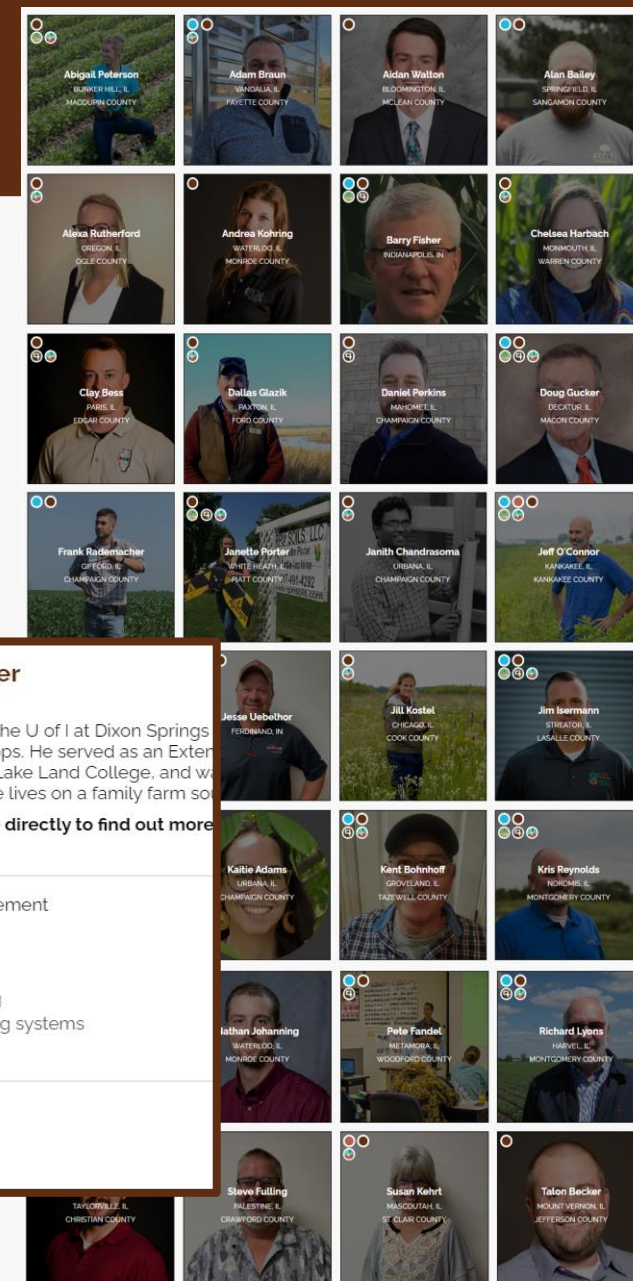 Abigail Peterson
BUNKER HILL, IL
MACOUPIN COUNTY
Adam Braun
VANDALIA, IL
FAYETTE COUNTY
Aidan Walton
BLOOMINGTON, IL
MCLEAN COUNTY
Alan Bailey
SPRINGFIELD, IL
SANGAMON COUNTY
Alexa Rutherford
OREGON, IL
OGLE COUNTY
Andrea Kohring
WATERLOO, IL
MONROE COUNTY
Barry Fisher
INDIANAPOLIS, IN
Chelsea Harbach
MONMOUTH, IL
WARREN COUNTY
Clay Bess
PARIS, IL
EDGAR COUNTY
Dallas Glazik
PAXTON, IL
FORD COUNTY
Daniel Perkins
MAHOMET, IL
CHAMPAIGN COUNTY
Doug Gucker
DECATUR, IL
MACON COUNTY
Frank Rademacher
GIFFORD, IL
CHAMPAIGN COUNTY
Janette Porter
WHITE HEATH, IL
PIATT COUNTY
Janith Chandrasoma
URBANA, IL
CHAMPAIGN COUNTY
Jeff O'Connor
KANKAKEE, IL
KANKAKEE COUNTY
er
he U of I at Dixon Springs
ps. He served as an Exten
Lake Land College, and wa
e lives on a family farm so
directly to find out more
ement
g systems
Jesse Uebelhor
FERDINAND, IN
Jill Kostel
CHICAGO, IL
COOK COUNTY
Jim Isermann
STREATOR, IL
LASALLE COUNTY
Kaitie Adams
URBANA, IL
CHAMPAIGN COUNTY
Kent Bohnhoff
GROVELAND, IL
TAZEWELL COUNTY
Kris Reynolds
NOKOMIS, IL
MONTGOMERY COUNTY
Nathan Johanning
WATERLOO, IL
MONROE COUNTY
Pete Fandel
METAMORA, IL
WOODFORD COUNTY
Richard Lyons
HARVEL, IL
MONTGOMERY COUNTY
TAYLORVILLE, IL
CHRISTIAN COUNTY
Steve Fulling
PALESTINE, IL
CRAWFORD COUNTY
Susan Kehrt
MASCOUTAH, IL
ST CLAIR COUNTY
Talon Becker
MOUNT VERNON, IL
JEFFERSON COUNTY